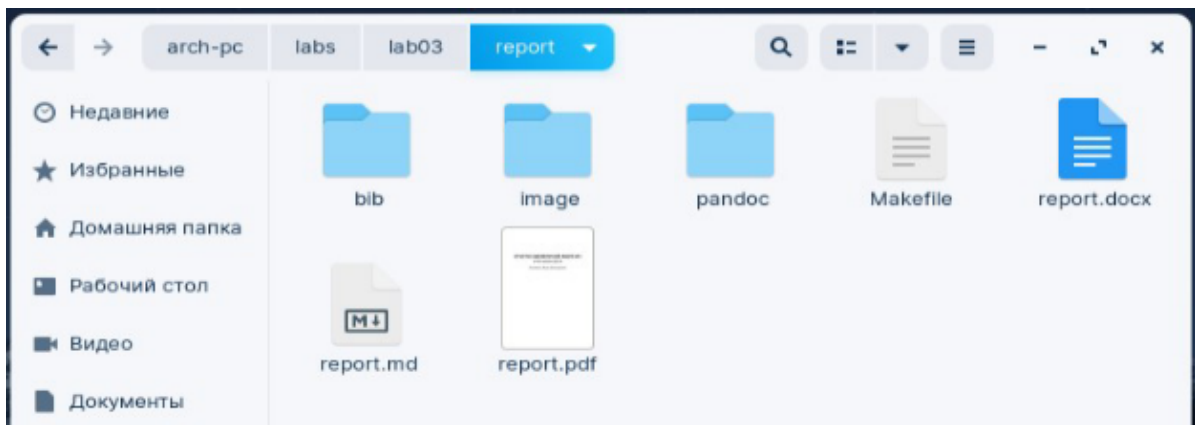 arch-pc labs lab03 report
Недавние
Избранные
Домашняя папка
Рабочий стол
Видео
Документы
bib image pandoc Makefile report.docx
M
report.md report.pdf